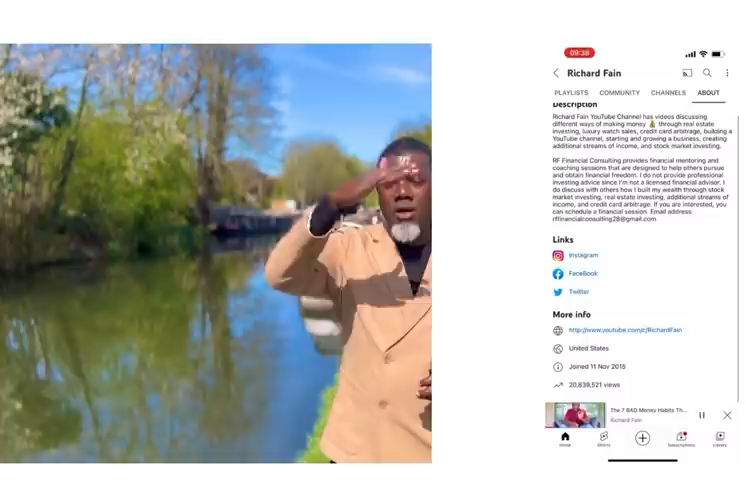 09:38
Richard Fain
PLAYLISTS COMMUNITY CHANNELS ABOUT
Description
Richard Fain YouTube Channel has videos discussing
different ways of making money 💰 through real estate
investing, luxury watch sales, credit card arbitrage, building a
YouTube channel, starting and growing a business, creating
additional streams of income, and stock market investing.
RF Financial Consulting provides financial mentoring and
coaching sessions that are designed to help others pursue
and obtain financial freedom. I do not provide professional
investing advice since I'm not a licensed financial advisor. I
do discuss with others how I built my wealth through stock
market investing, real estate investing, additional streams of
income, and credit card arbitrage. If you are interested, you
can schedule a financial session. Email address:
rffinancialconsulting28@gmail.com
Links
Instagram
FaceBook
Twitter
More info
http://www.youtube.com/c/RichardFain
United States
Joined 11 Nov 2015
20,839,521 views
The 7 BAD Money Habits Th...
Richard Fain
Home Shorts Subscriptions Library